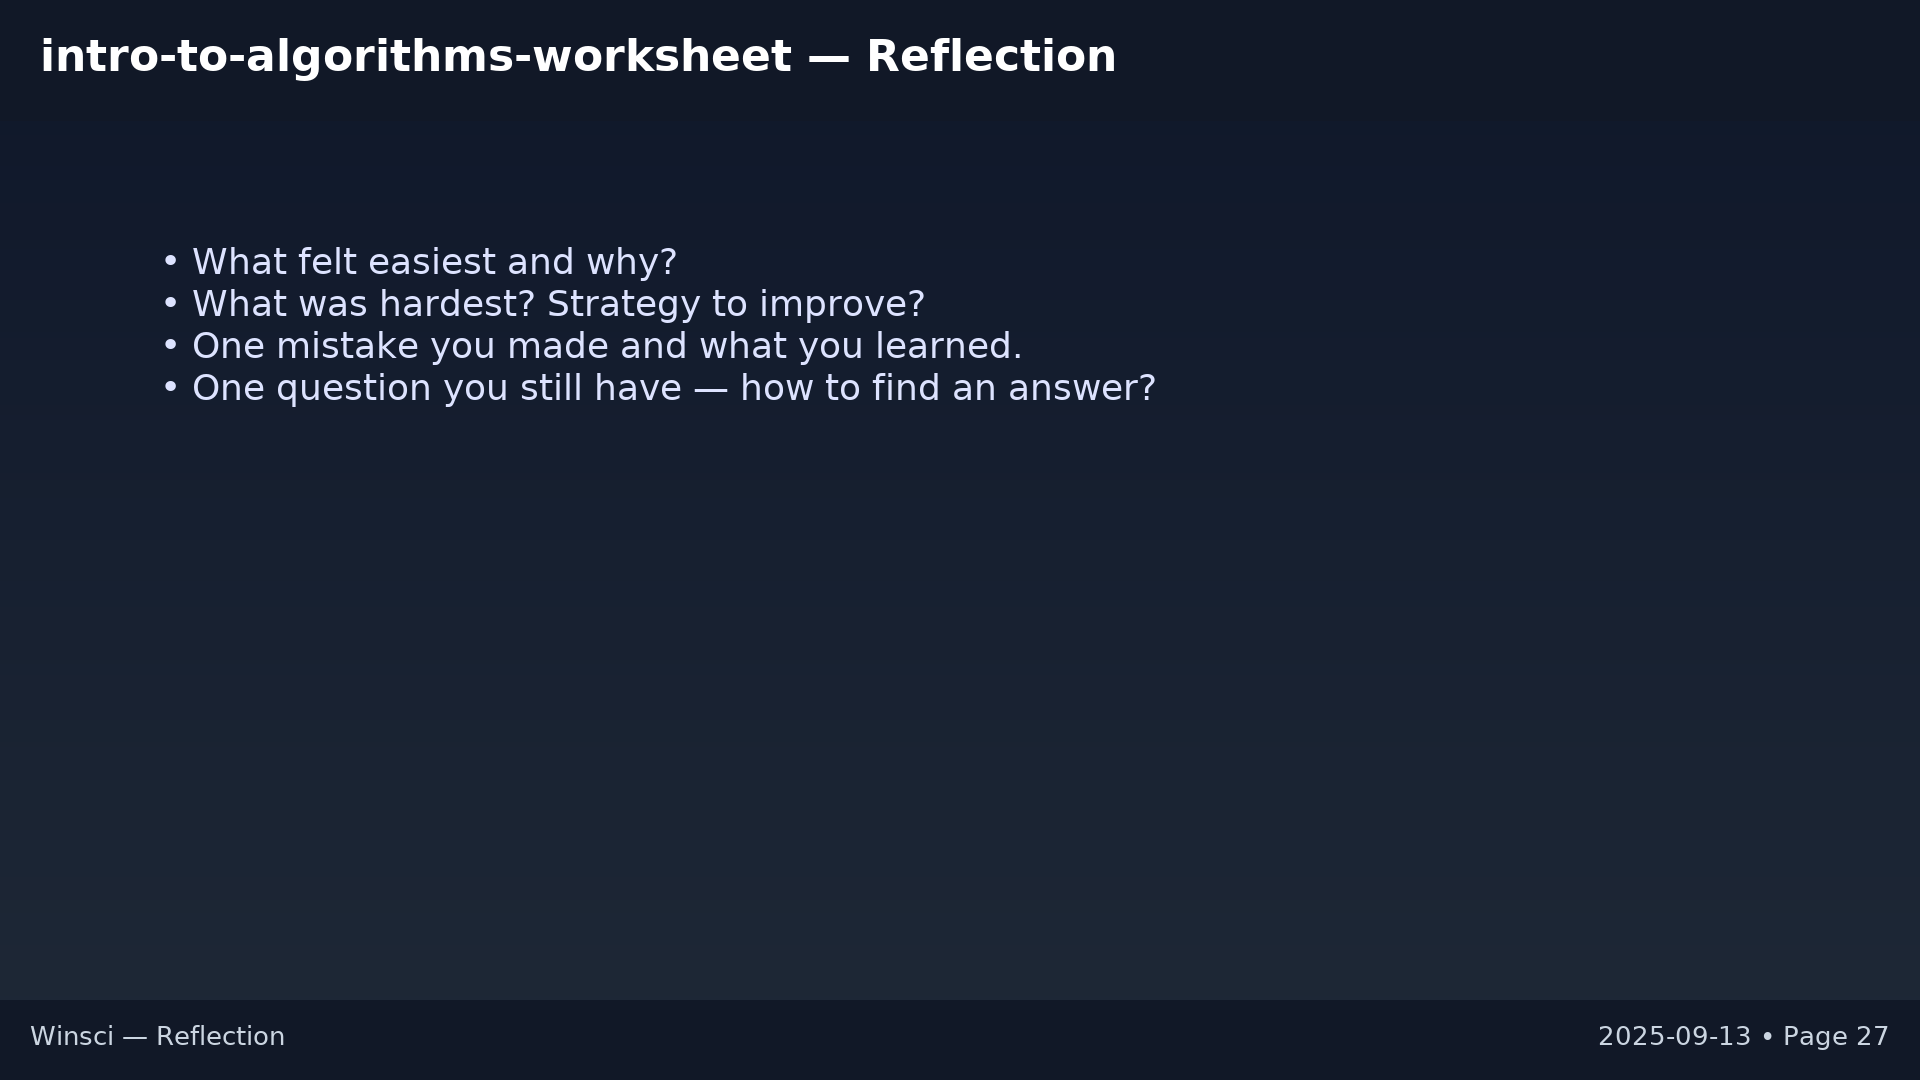 intro-to-algorithms-worksheet — Reflection
• What felt easiest and why?
• What was hardest? Strategy to improve?
• One mistake you made and what you learned.
• One question you still have — how to find an answer?
Winsci — Reflection
2025-09-13 • Page 27